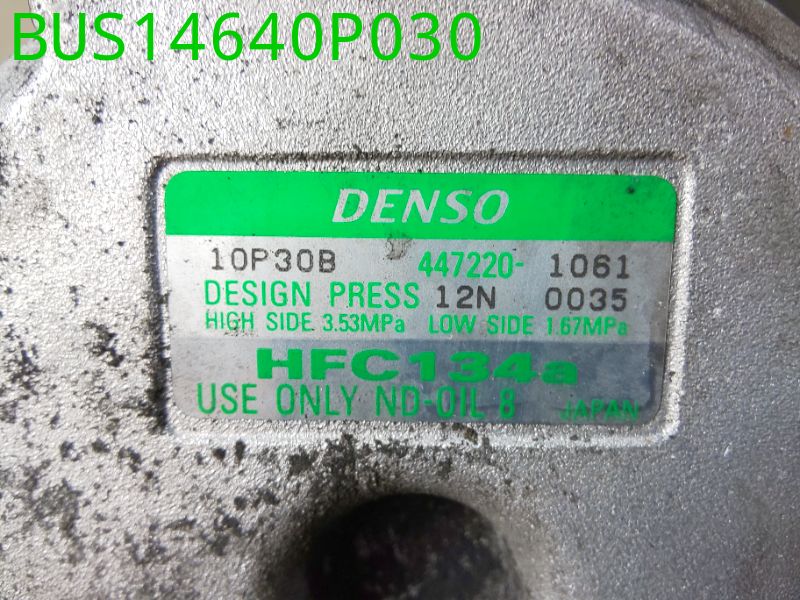 BUS14640P030
DENSO
10P30B 447220- 1061
DESIGN PRESS 12N 0035
HIGH SIDE 3.53MPa LOW SIDE 1.67MPa
HFC134a
USE ONLY ND-OIL 8 JAPAN